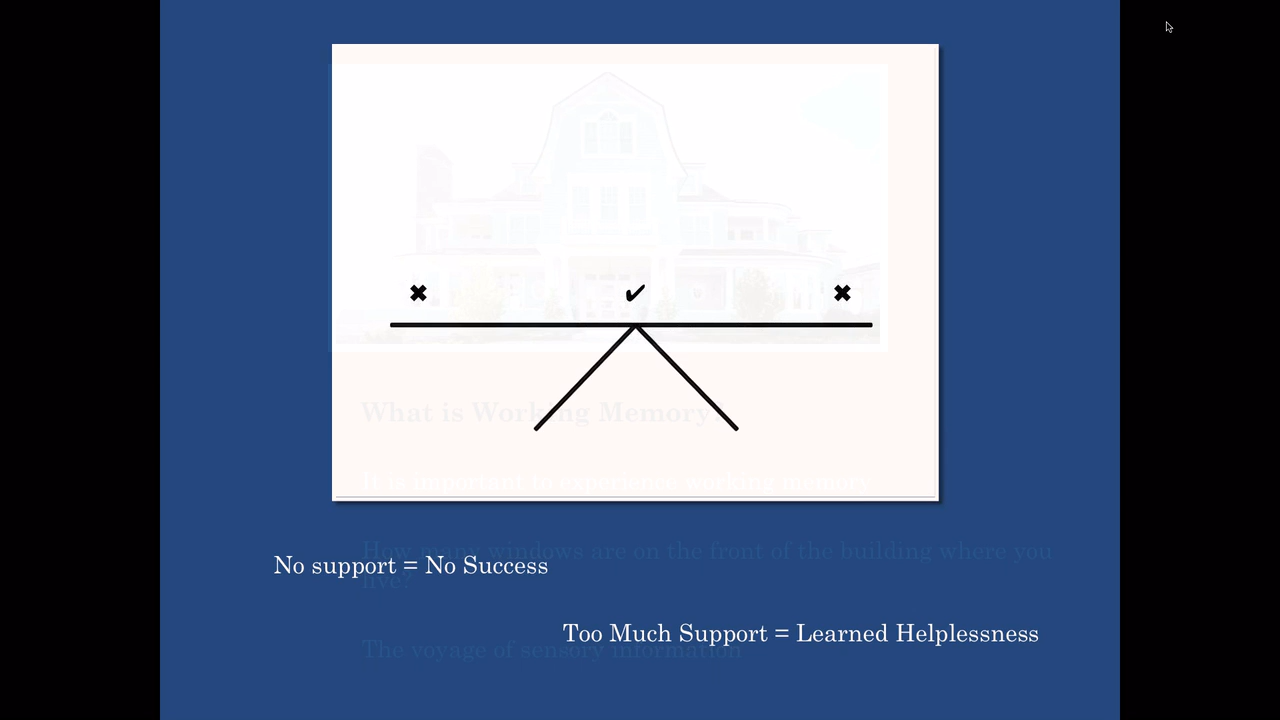 ✖ ✔ ✖
What is Working Memory?
It is important to experience working memory
How many windows are on the front of the building where you
live?
No support = No Success
Too Much Support = Learned Helplessness
The voyage of sensory information